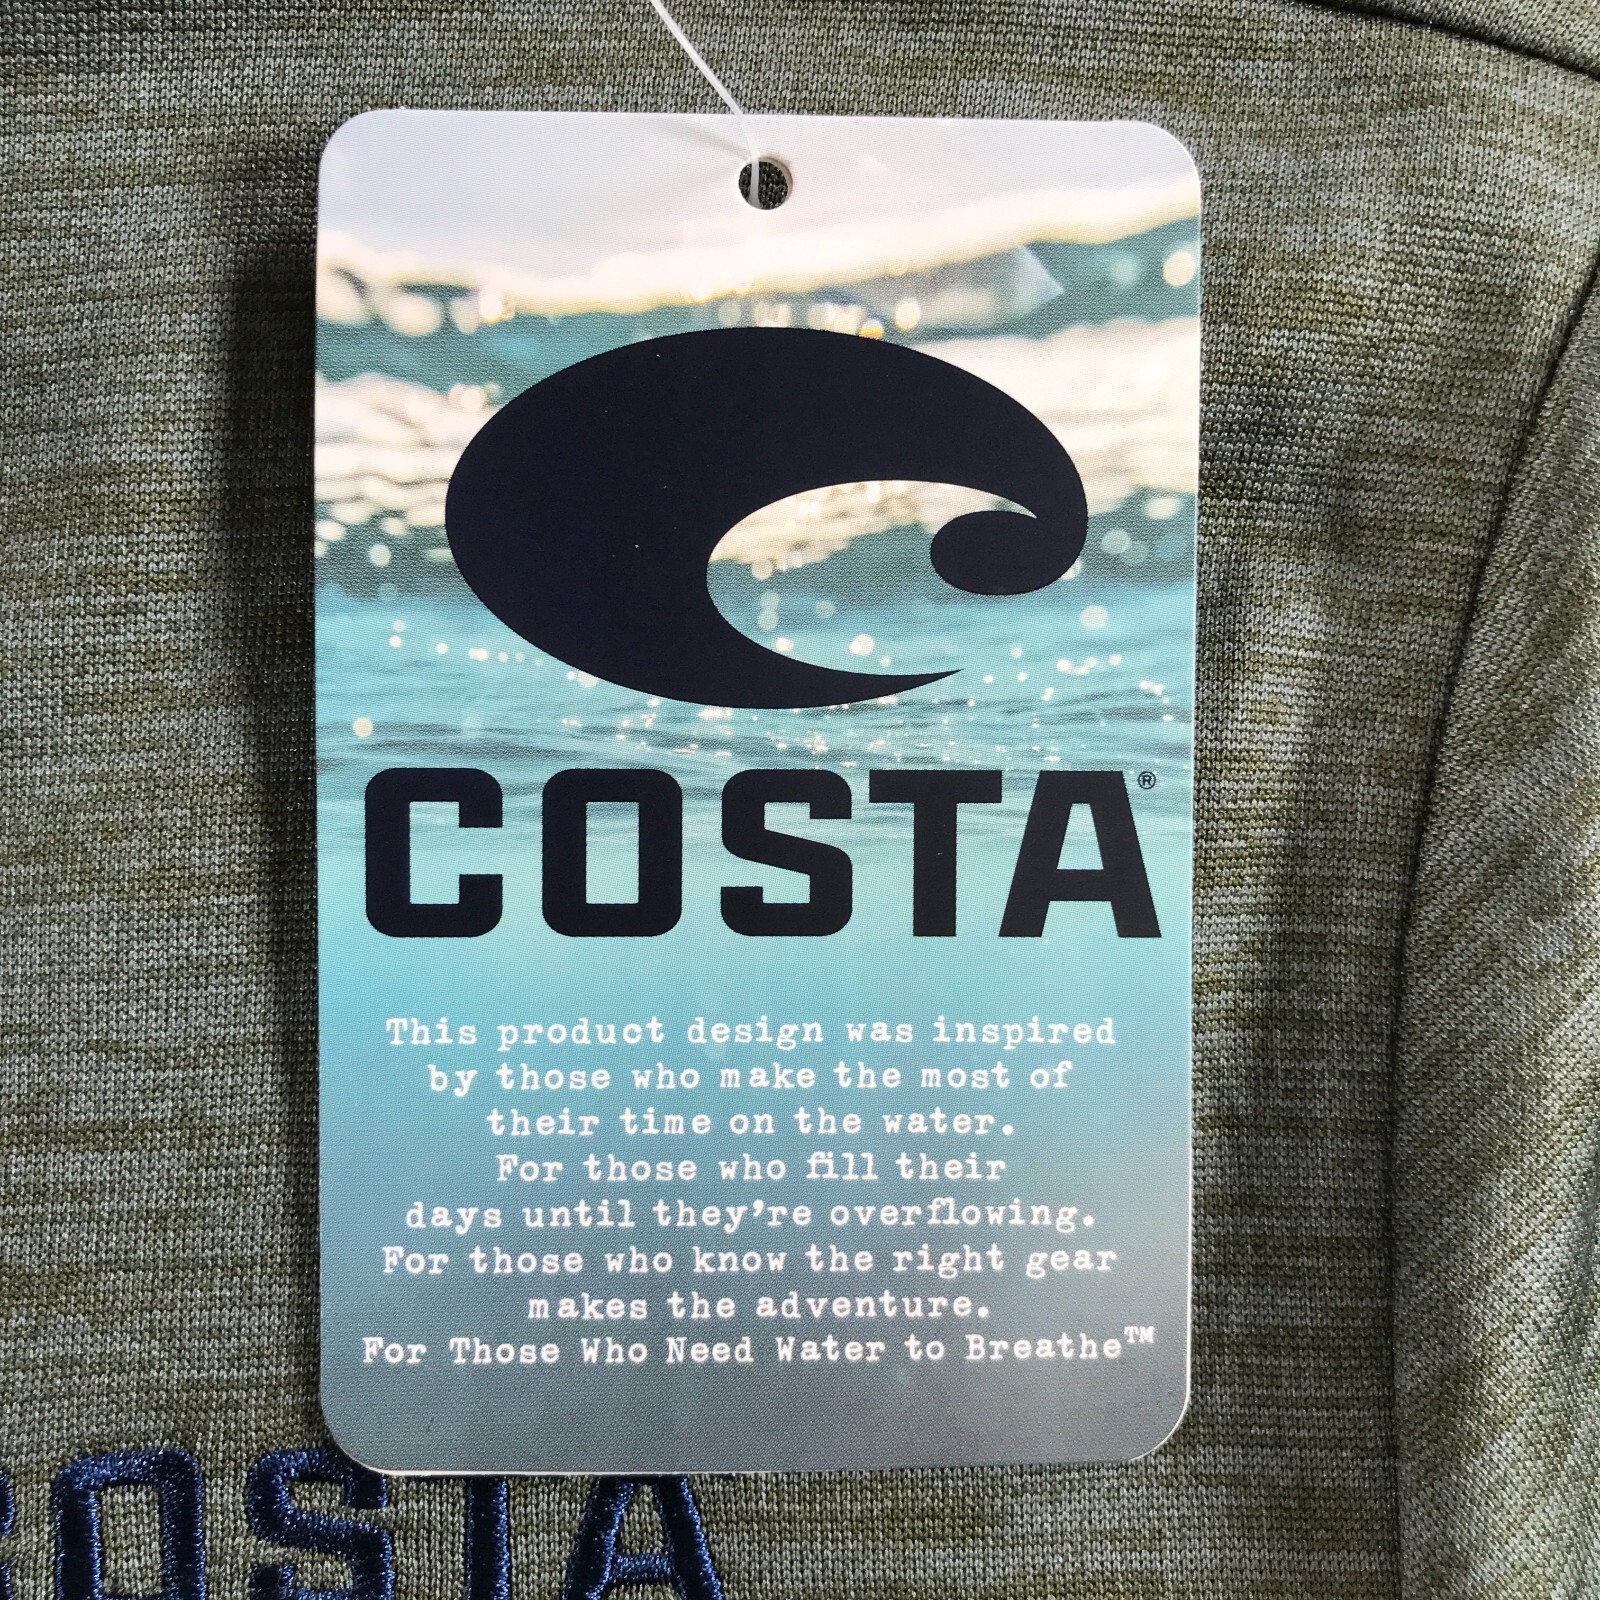 COSTA®
This product design was inspired
by those who make the most of
their time on the water.
For those who fill their
days until they're overflowing.
For those who know the right gear
makes the adventure.
For Those Who Need Water to Breathe™
COSTA